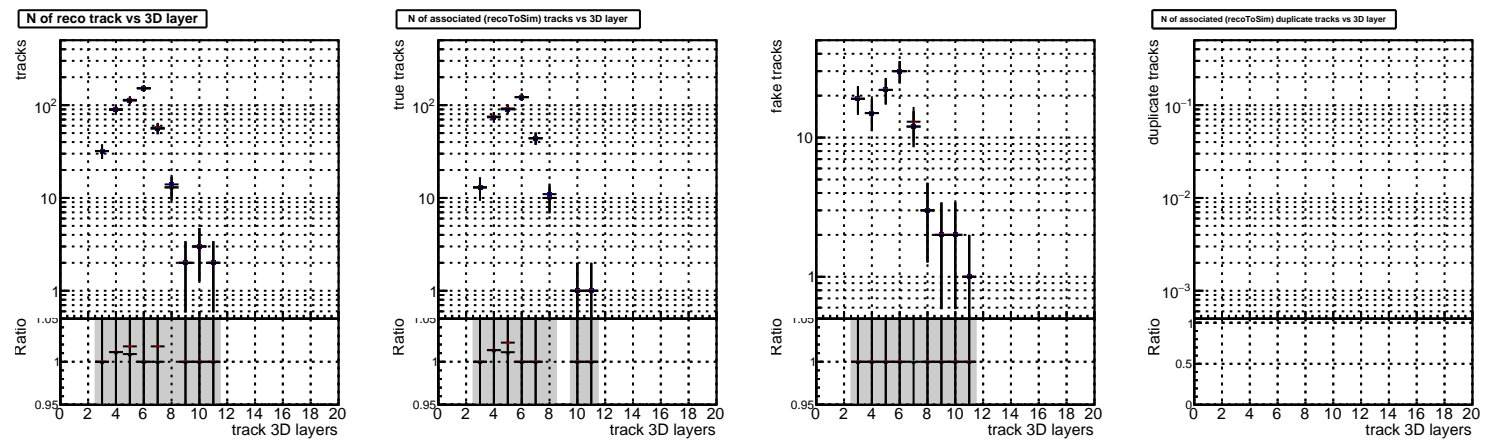 N of reco track vs 3D layer
tracks
10²
10
1
Ratio
1.05
1
0.95
0 2 4 6 8 10 12 14 16 18 20
track 3D layers
N of associated (recoToSim) tracks vs 3D layer
true tracks
10²
10
1
Ratio
1.05
1
0.95
0 2 4 6 8 10 12 14 16 18 20
track 3D layers
fake tracks
10
1
Ratio
1.05
1
0.95
0 2 4 6 8 10 12 14 16 18 20
track 3D layers
N of associated (recoToSim) duplicate tracks vs 3D layer
duplicate tracks
10⁻¹
10⁻²
10⁻³
Ratio
1
0.5
0
0 2 4 6 8 10 12 14 16 18 20
track 3D layers